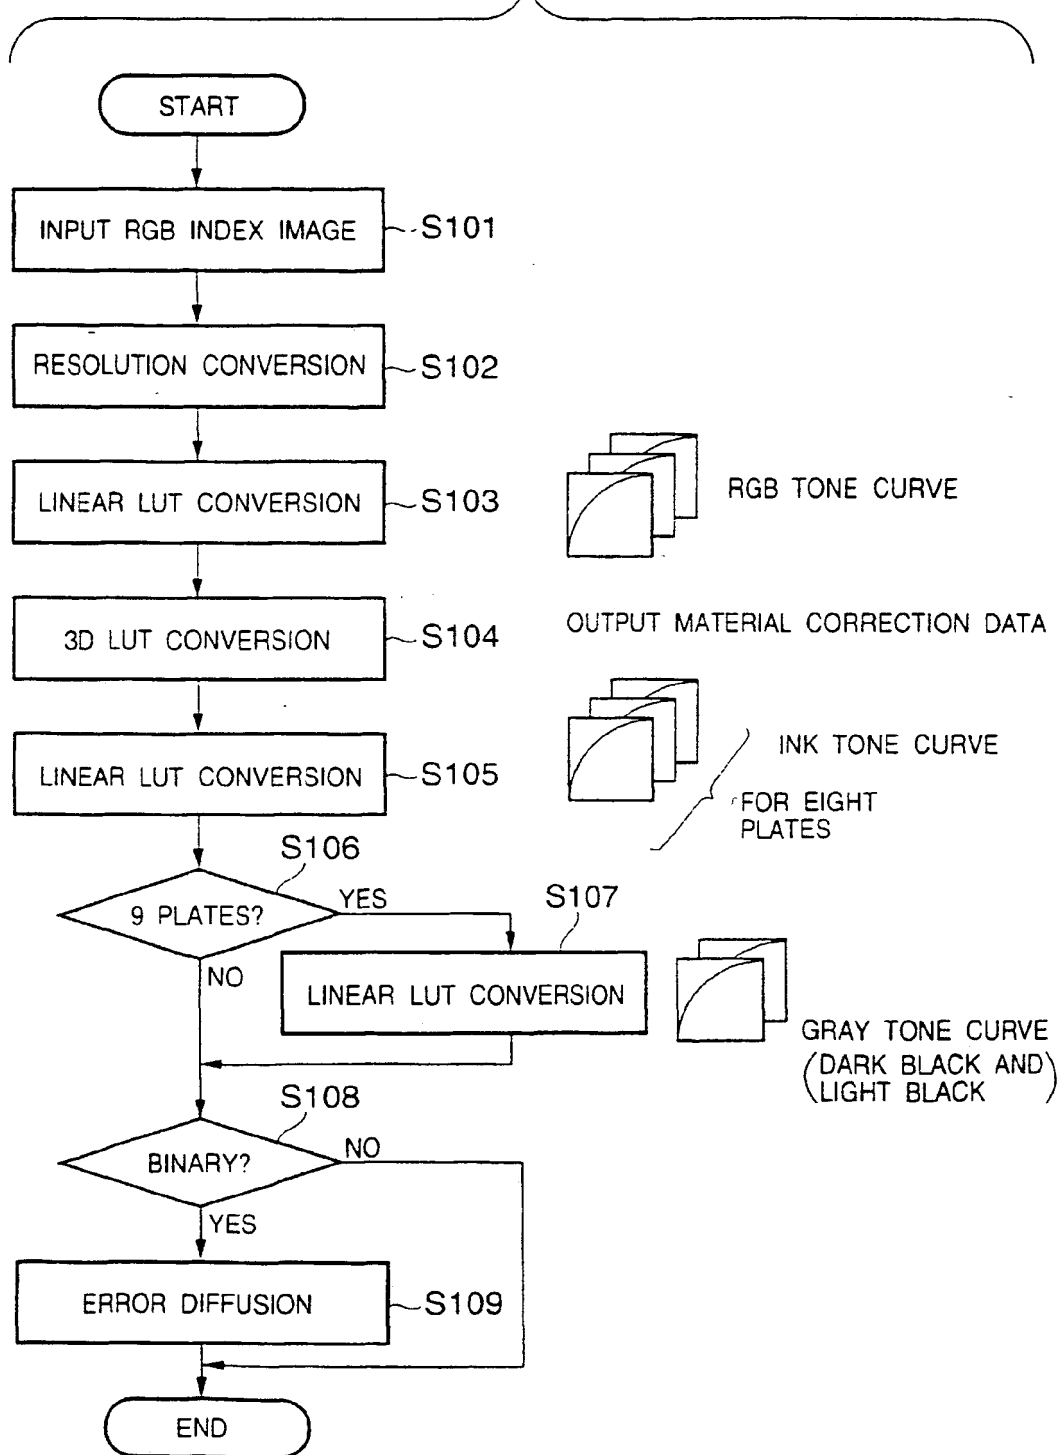 START
INPUT RGB INDEX IMAGE
S101
RESOLUTION CONVERSION
S102
LINEAR LUT CONVERSION
S103
RGB TONE CURVE
3D LUT CONVERSION
S104
OUTPUT MATERIAL CORRECTION DATA
LINEAR LUT CONVERSION
S105
INK TONE CURVE
FOR EIGHT
PLATES
S106
9 PLATES?
YES
NO
S107
LINEAR LUT CONVERSION
GRAY TONE CURVE
(DARK BLACK AND
LIGHT BLACK)
S108
BINARY?
NO
YES
ERROR DIFFUSION
S109
END